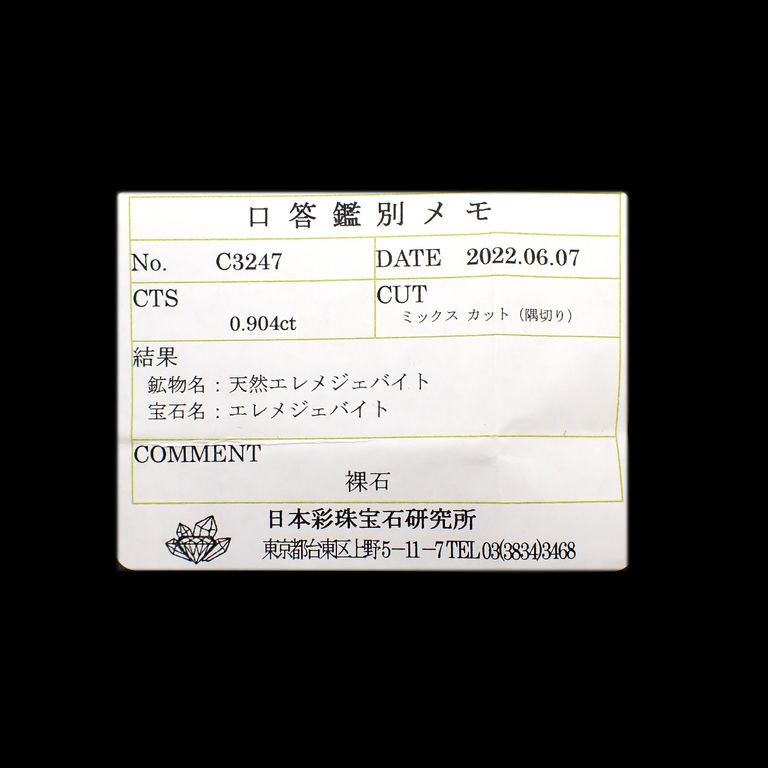 口答鑑別メモ
No. C3247
DATE 2022.06.07
CTS
0.904ct
CUT
ミックス カット（隅切り）
結果
鉱物名：天然エレメジェバイト
宝石名：エレメジェバイト
COMMENT
裸石
日本彩珠宝石研究所
東京都台東区上野5－11－7 TEL 03(3834)3468